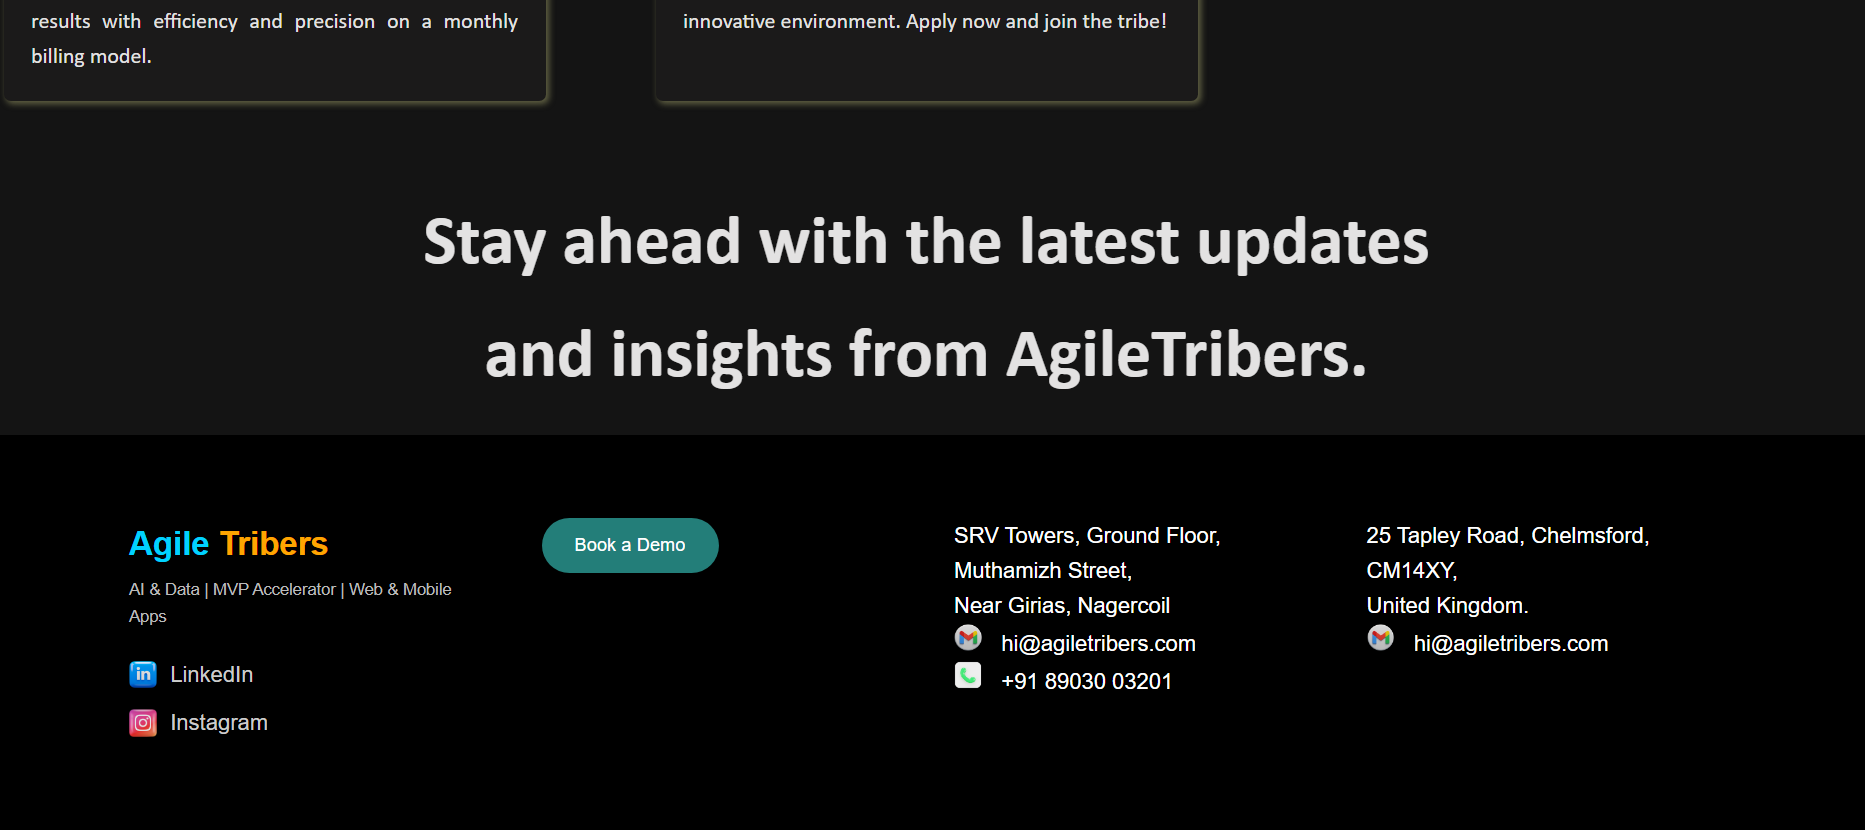 results with efficiency and precision on a monthly
billing model.
innovative environment. Apply now and join the tribe!
Stay ahead with the latest updates
and insights from AgileTribers.
Agile Tribers
AI & Data | MVP Accelerator | Web & Mobile
Apps
LinkedIn
Instagram
Book a Demo
SRV Towers, Ground Floor,
Muthamizh Street,
Near Girias, Nagercoil
hi@agiletribers.com
+91 89030 03201
25 Tapley Road, Chelmsford,
CM14XY,
United Kingdom.
hi@agiletribers.com